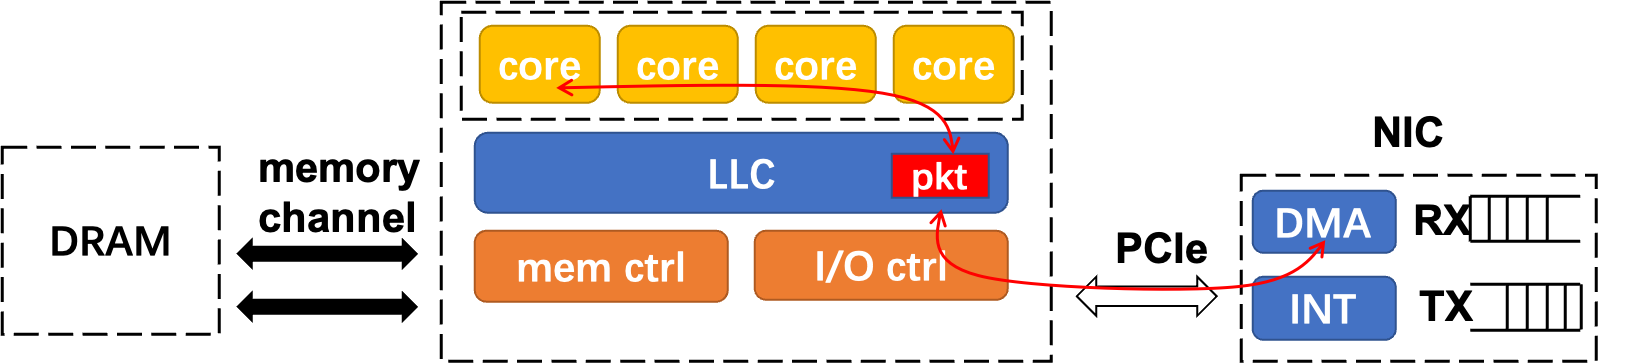 core core core core
NIC
memory
channel
LLC
pkt
DRAM
DMA
RX
PCIe
mem ctrl
I/O ctrl
INT
TX